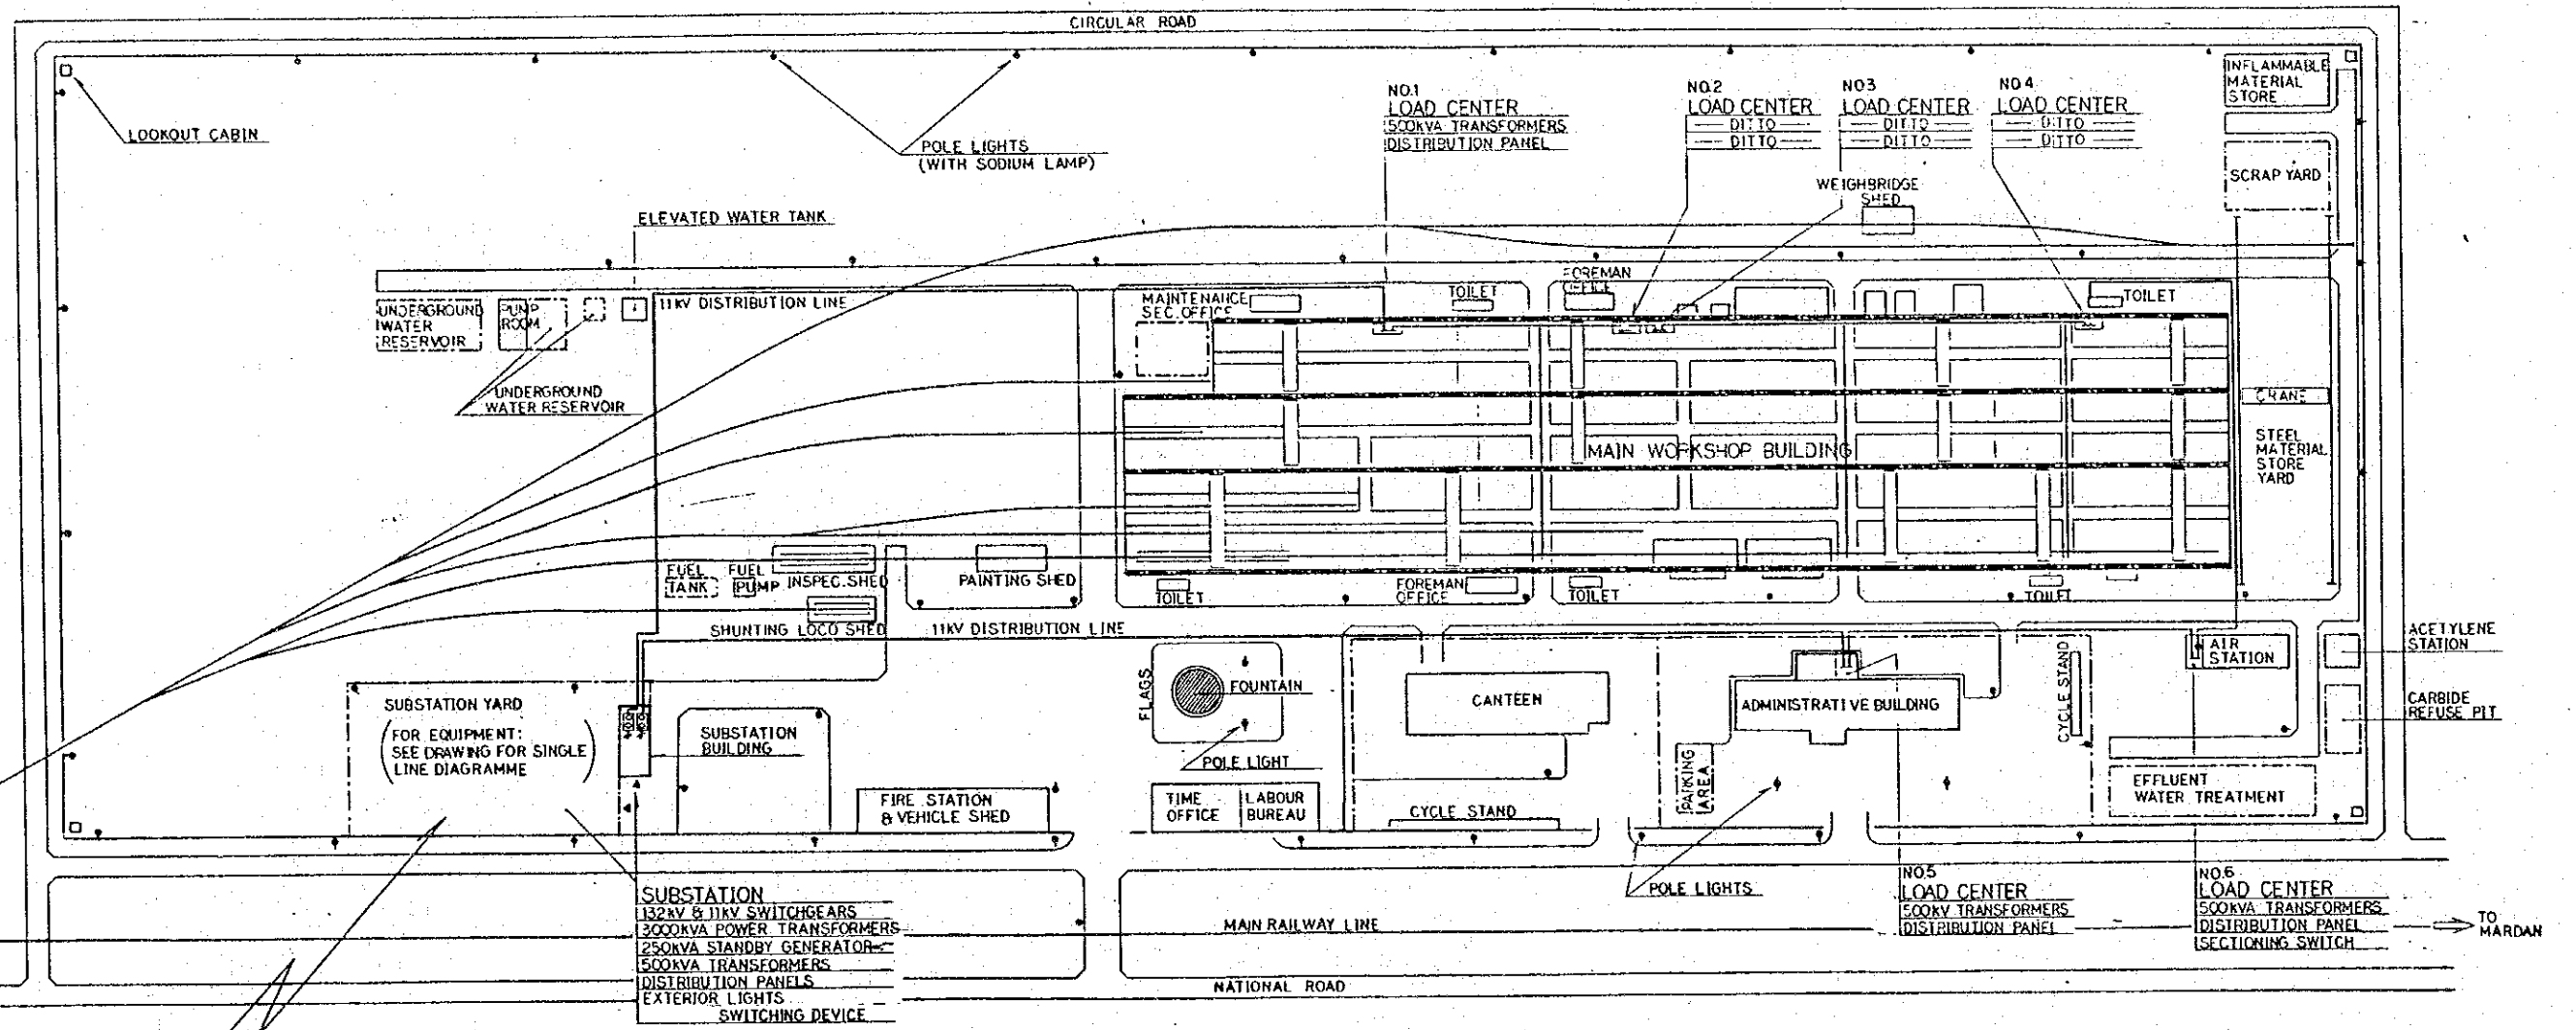 CIRCULAR ROAD
LOOKOUT CABIN
POLE LIGHTS
(WITH SODIUM LAMP)
NO.1
LOAD CENTER
500KVA TRANSFORMERS
DISTRIBUTION PANEL
NO.2
LOAD CENTER
DITTO
DITTO
NO3
LOAD CENTER
DITTO
DITTO
NO 4
LOAD CENTER
DITTO
DITTO
INFLAMMABLE
MATERIAL
STORE
SCRAP YARD
WEIGHBRIDGE
SHED
ELEVATED WATER TANK
UNDERGROUND
WATER
RESERVOIR
PUMP
ROOM
11KV DISTRIBUTION LINE
UNDERGROUND
WATER RESERVOIR
MAINTENANCE
SEC. OFFICE
TOILET
FOREMAN
OFFICE
TOILET
CRANE
STEEL
MATERIAL
STORE
YARD
MAIN WORKSHOP BUILDING
FUEL
TANK
FUEL
PUMP
INSPEC. SHED
PAINTING SHED
SHUNTING LOCO SHED
11KV DISTRIBUTION LINE
TOILET
FOREMAN
OFFICE
TOILET
TOILET
ACETYLENE
STATION
CARBIDE
REFUSE PIT
AIR
STATION
CYCLE STAND
ADMINISTRATIVE BUILDING
CANTEEN
FLAGS
FOUNTAIN
POLE LIGHT
SUBSTATION YARD
(FOR EQUIPMENT:
SEE DRAWING FOR SINGLE
LINE DIAGRAMME)
SUBSTATION
BUILDING
FIRE STATION
& VEHICLE SHED
TIME
OFFICE
LABOUR
BUREAU
CYCLE STAND
PARKING
AREA
EFFLUENT
WATER TREATMENT
POLE LIGHTS
SUBSTATION
132KV & 11KV SWITCHGEARS
3000KVA POWER TRANSFORMERS
250KVA STANDBY GENERATOR
500KVA TRANSFORMERS
DISTRIBUTION PANELS
EXTERIOR LIGHTS
SWITCHING DEVICE
NO.5
LOAD CENTER
500KV TRANSFORMERS
DISTRIBUTION PANEL
NO.6
LOAD CENTER
500KVA TRANSFORMERS
DISTRIBUTION PANEL
SECTIONING SWITCH
MAIN RAILWAY LINE
TO
MARDAN
NATIONAL ROAD